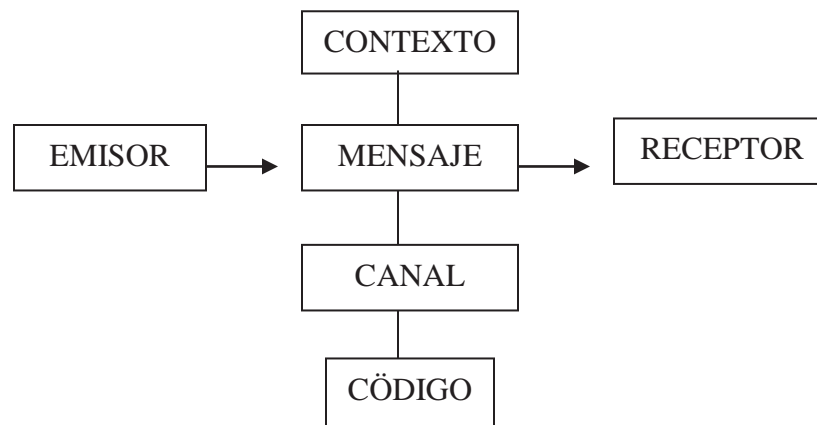 CONTEXTO
EMISOR
MENSAJE
RECEPTOR
CANAL
CÖDIGO